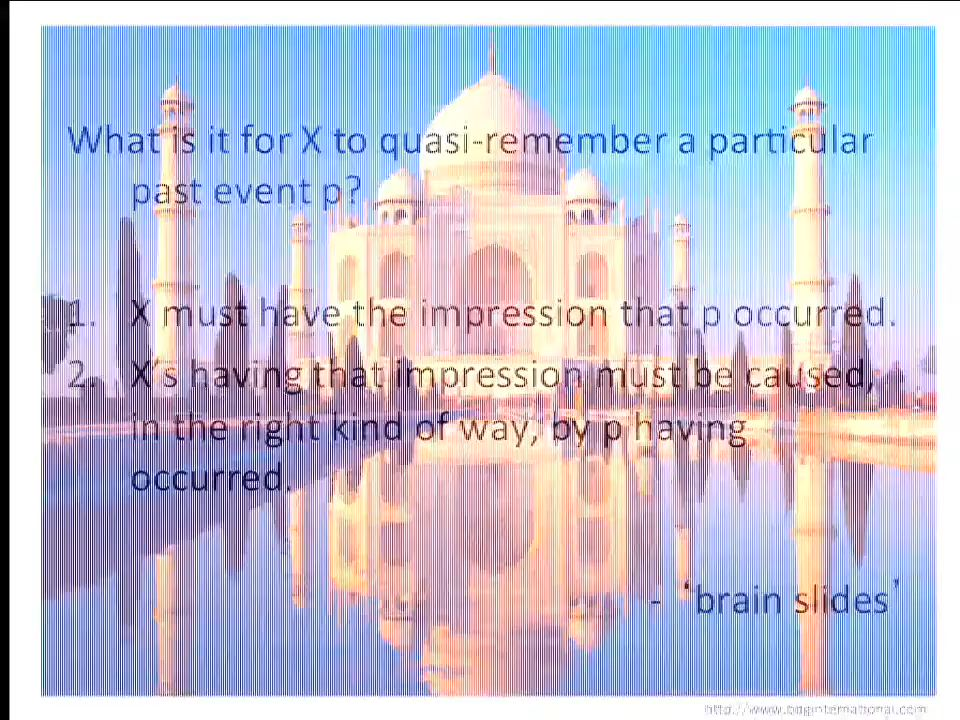 What is it for X to quasi-remember a particular
past event p?
1. X must have the impression that p occurred.
2. X's having that impression must be caused,
in the right kind of way, by p having
occurred.
- ‘brain slides’